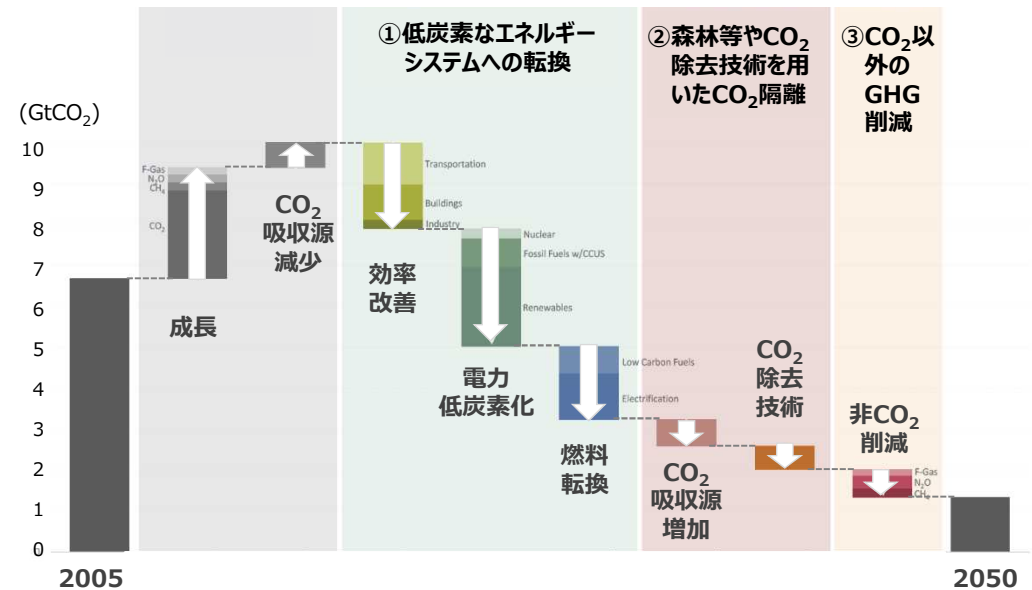 ①低炭素なエネルギー
システムへの転換
②森林等やCO₂
除去技術を用
いたCO₂隔離
③CO₂以
外の
GHG
削減
(GtCO₂)
10
9
8
7
6
5
4
3
2
1
0
F-Gas
N₂O
CH₄
CO₂
成長
CO₂
吸収源
減少
Transportation
Buildings
Industry
効率
改善
Nuclear
Fossil Fuels w/CCUS
Renewables
電力
低炭素化
Low Carbon Fuels
Electrification
燃料
転換
CO₂
吸収源
増加
CO₂
除去
技術
非CO₂
削減
F-Gas
N₂O
CH₄
2005
2050